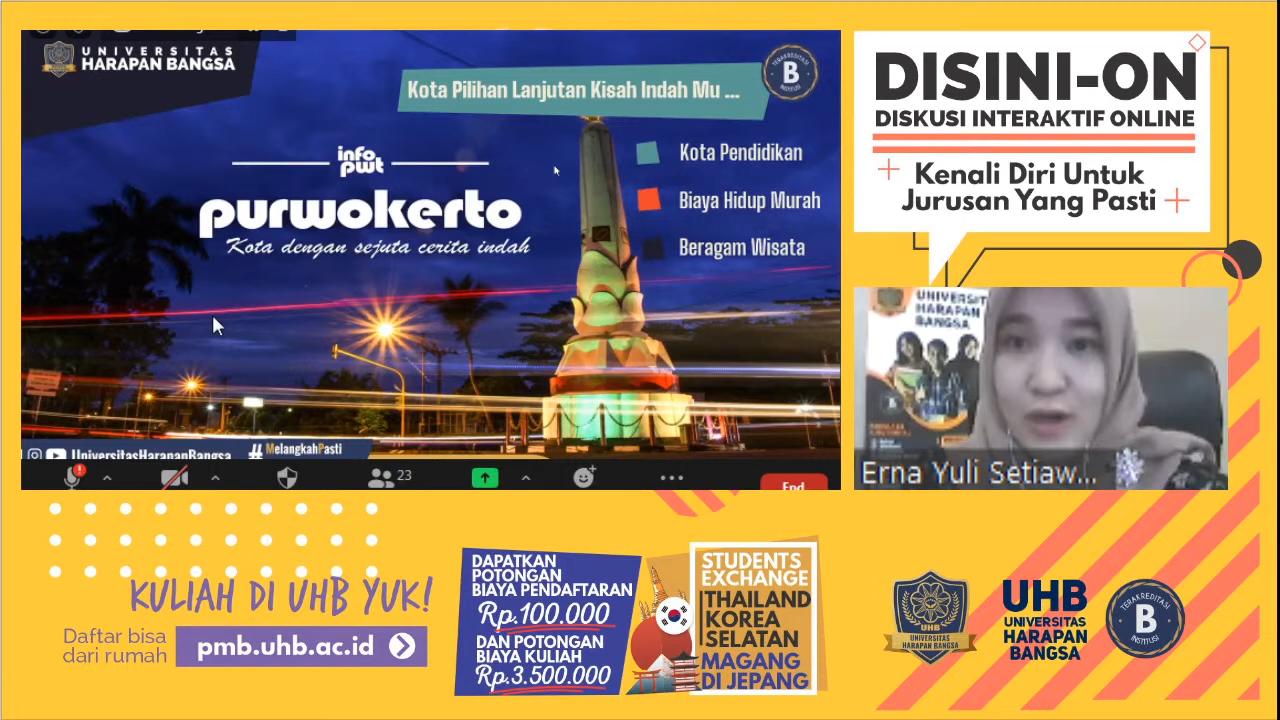 UNIVERSITAS
HARAPAN BANGSA
Kota Pilihan Lanjutan Kisah Indah Mu ...
TERAKREDITASI
B
INSTITUSI
info
pwt
purwokerto
Kota dengan sejuta cerita indah
Kota Pendidikan
Biaya Hidup Murah
Beragam Wisata
UniversitasHarapanBangsa
#MelangkahPasti
23
End
DISINI-ON
DISKUSI INTERAKTIF ONLINE
Kenali Diri Untuk
Jurusan Yang Pasti
UNIVERSIT
HARAPAN
BANGSA
Erna Yuli Setiaw...
KULIAH DI UHB YUK!
Daftar bisa
dari rumah
pmb.uhb.ac.id
DAPATKAN
POTONGAN
BIAYA PENDAFTARAN
Rp.100.000
DAN POTONGAN
BIAYA KULIAH
Rp.3.500.000
STUDENTS
EXCHANGE
THAILAND
KOREA
SELATAN
MAGANG
DI JEPANG
UHB
UNIVERSITAS
HARAPAN BANGSA
UHB
UNIVERSITAS
HARAPAN
BANGSA
TERAKREDITASI
B
INSTITUSI